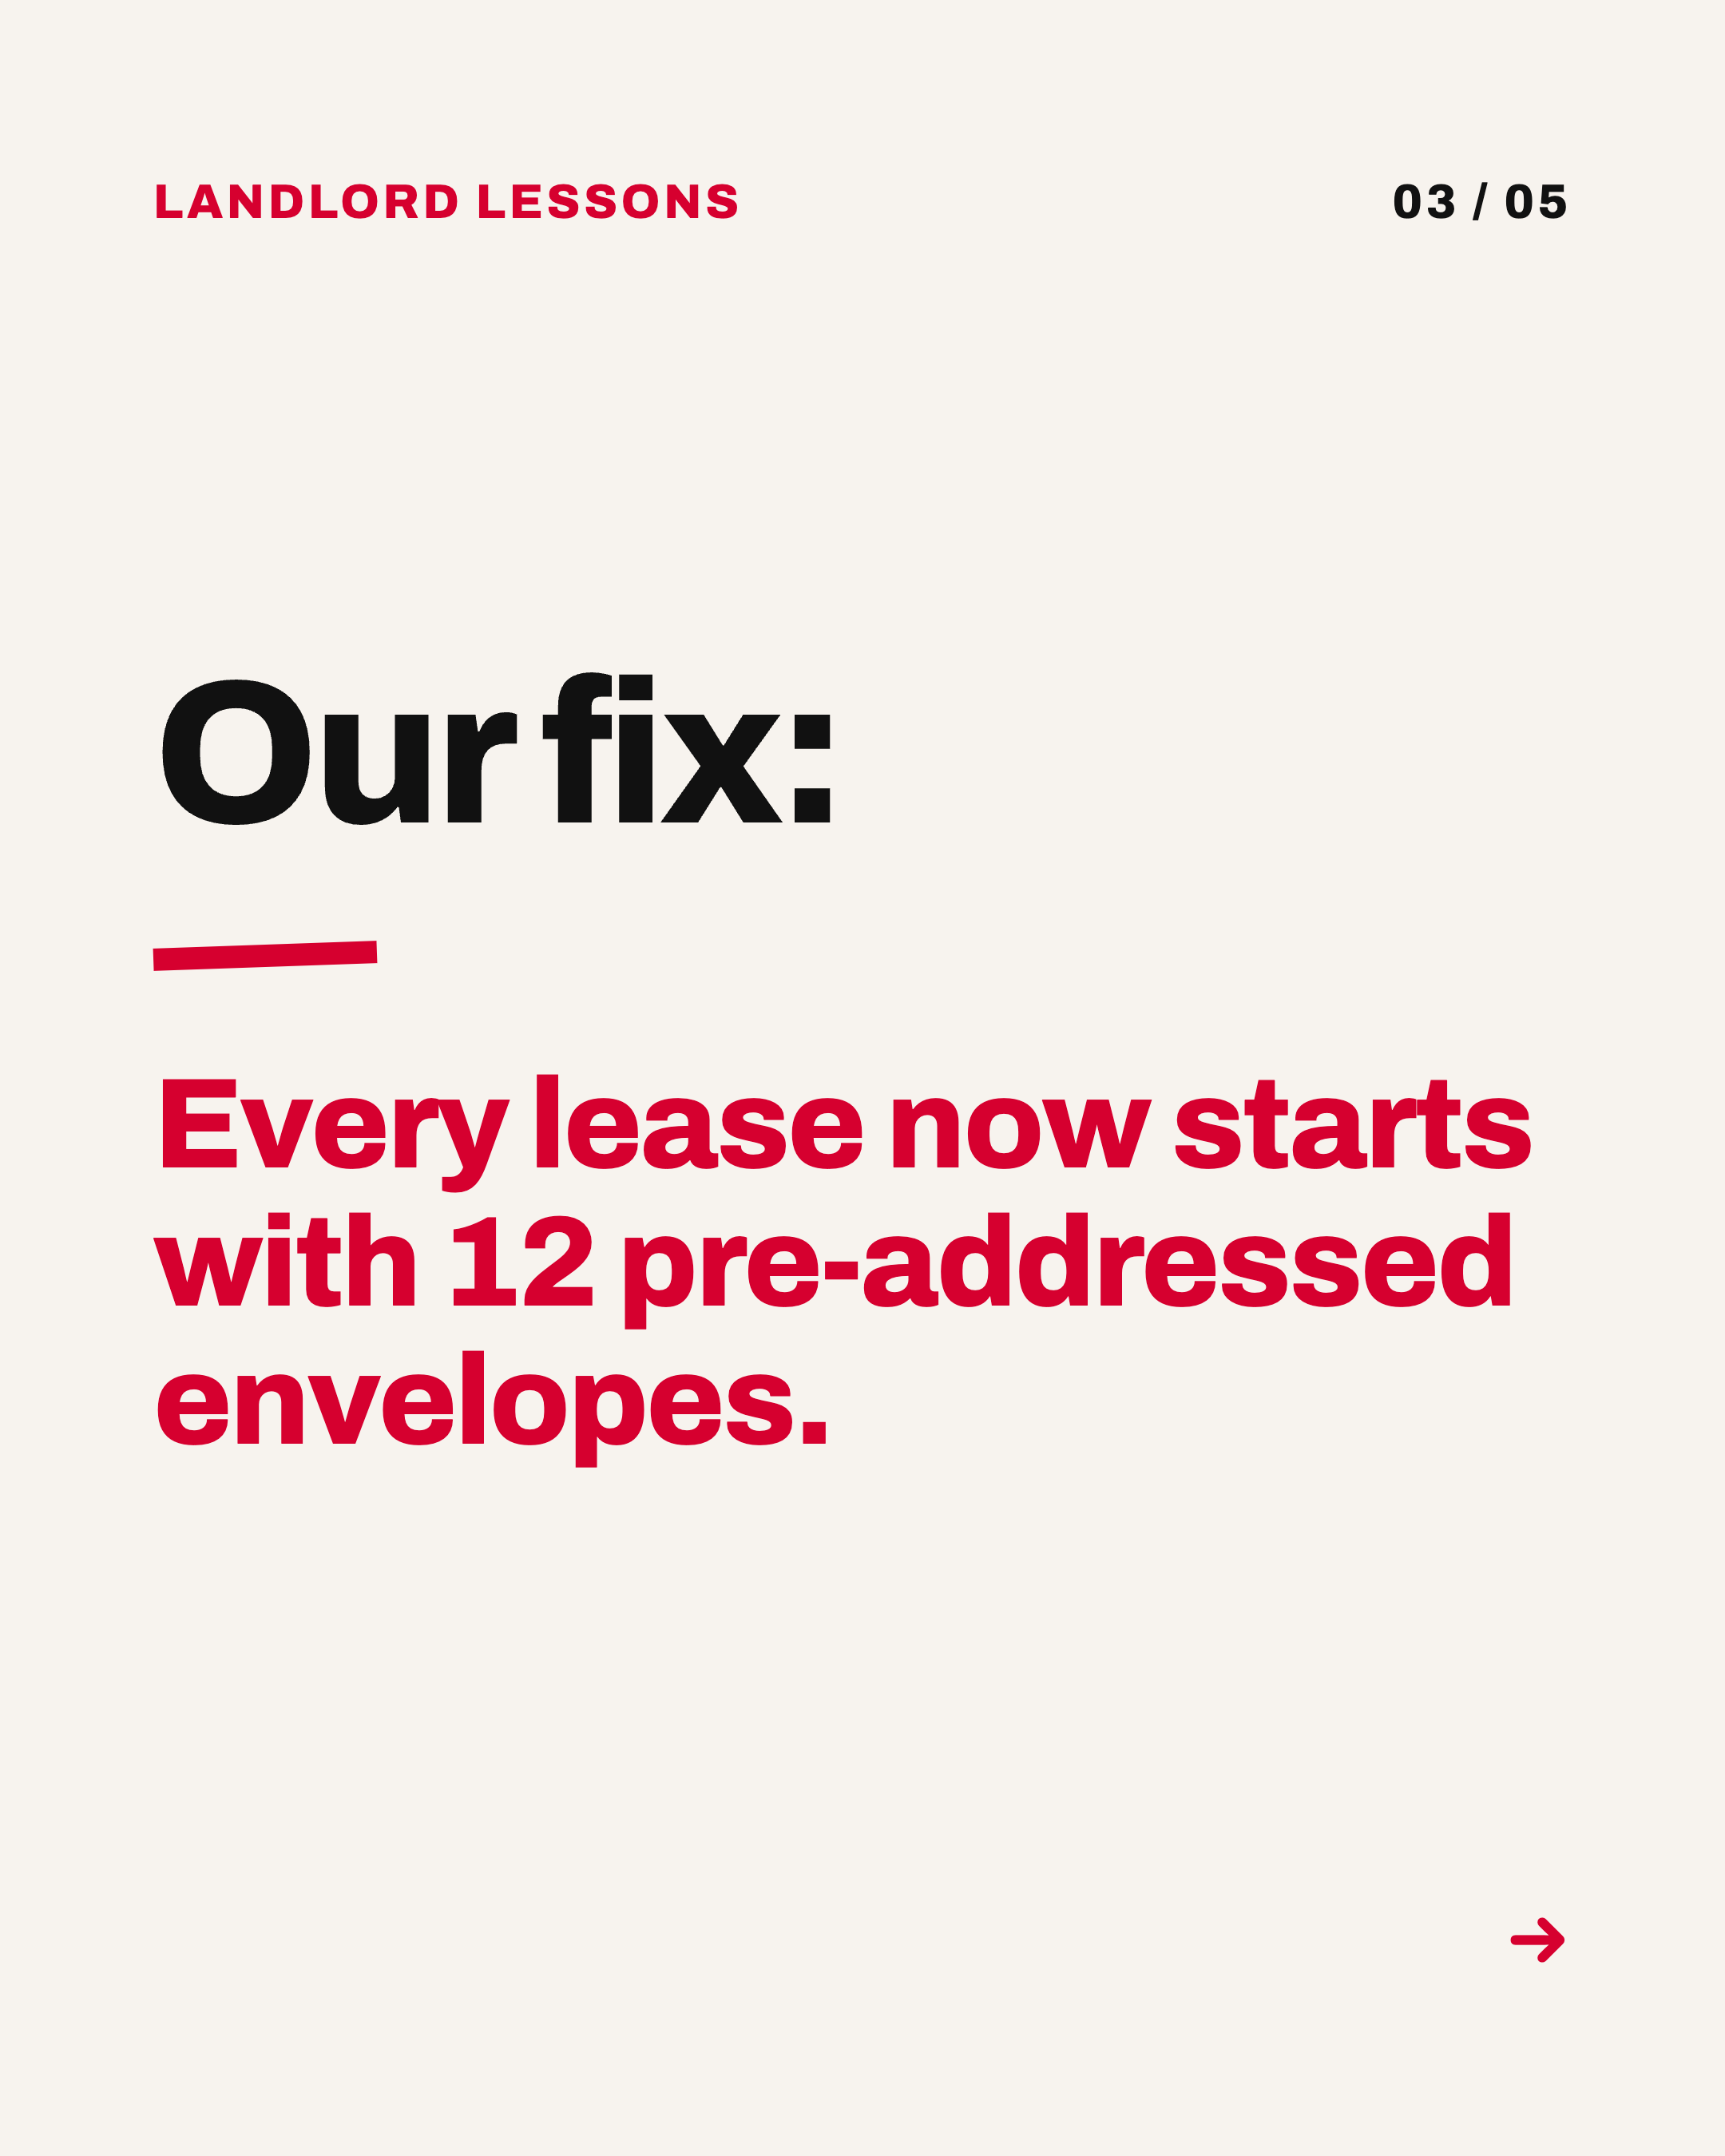 LANDLORD LESSONS
03 / 05
Our fix:
Every lease now starts
with 12 pre-addressed
envelopes.